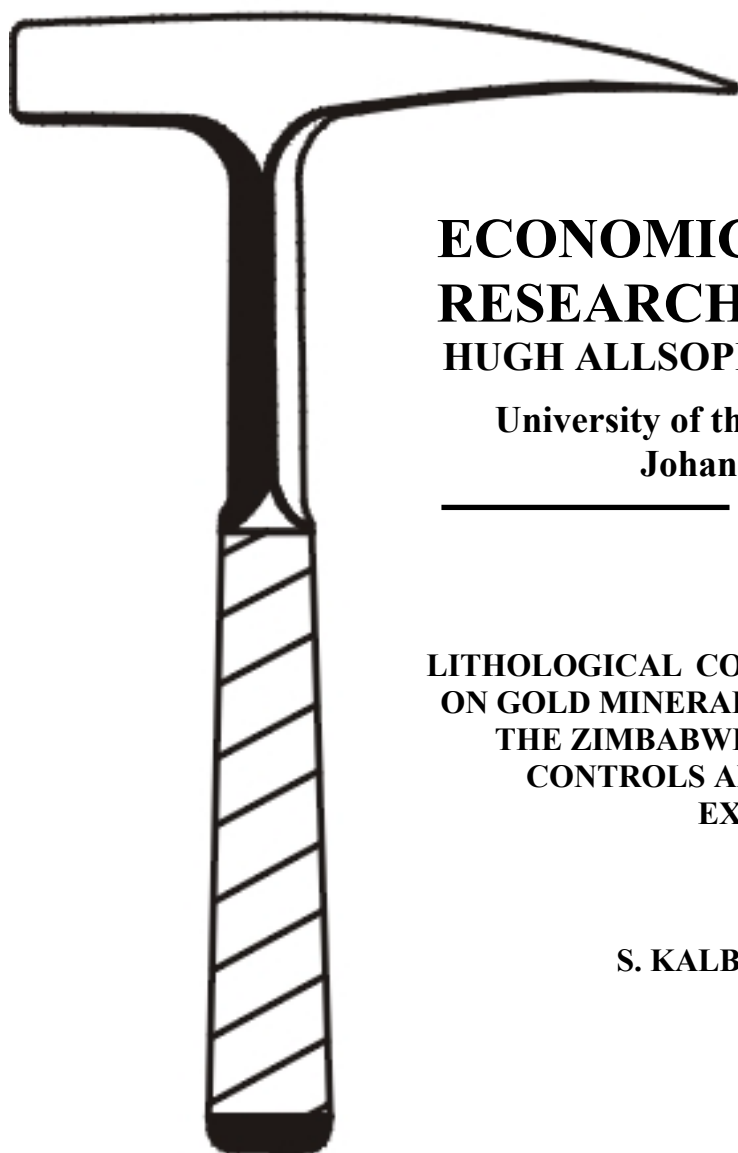 ECONOMIC
RESEARCH
HUGH ALLSOP
University of th
Johan
LITHOLOGICAL CO
ON GOLD MINERA
THE ZIMBABW
CONTROLS A
EX
S. KALB